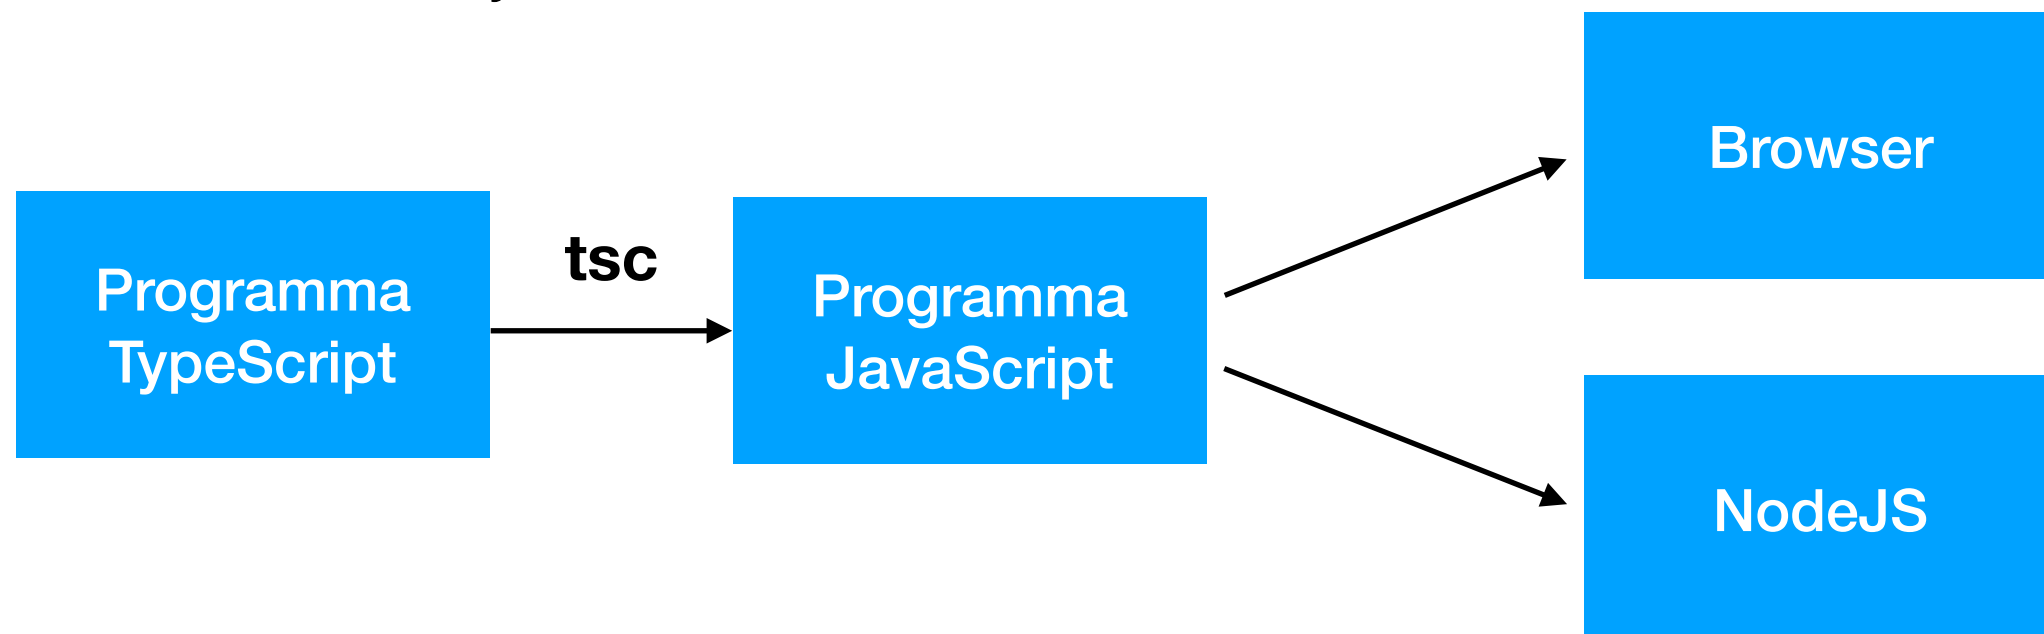 Programma
TypeScript
tsc
Programma
JavaScript
Browser
NodeJS